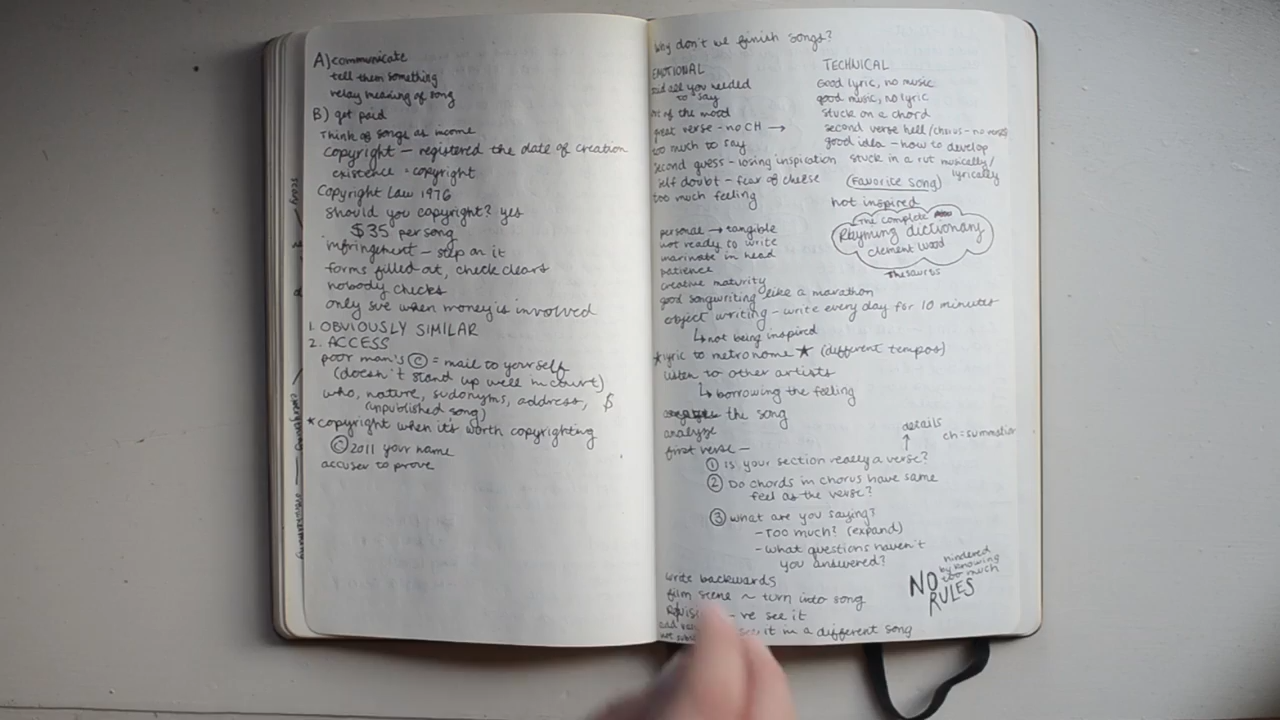 A) communicate
tell them something
relay meaning of song
B) get paid
Think of songs as income
copyright — registered the date of creation
existence = copyright
Copyright Law 1976
should you copyright? yes
$35 per song
infringement — step on it
forms filled at, check clears
nobody checks
only sue when money is involved
1. OBVIOUSLY SIMILAR
2. ACCESS
poor man's © = mail to yourself
(doesn't stand up well in court)
who, nature, sudonyms, address, $
(unpublished song)
* copyright when it's worth copyrighting
© 2011 your name
accuser to prove
Why don't we finish songs?
EMOTIONAL
said all you needed
to say
of the mood
great verse - no CH →
too much to say
second guess - losing inspiration
self doubt - fear of cheese
too much feeling
TECHNICAL
Good lyric, no music
good music, no lyric
stuck on a chord
second verse hell/chorus - no verse
good idea - how to develop
stuck in a rut musically/
lyrically
(Favorite song)
not inspired
The complete
Rhyming dictionary
Clement Wood
Thesaurus
personal → tangible
not ready to write
marinate in head
patience
creative maturity
good songwriting like a marathon
object writing - write every day for 10 minutes
↳ not being inspired
★ lyric to metronome ★ (different tempos)
listen to other artists
↳ borrowing the feeling
the song
analyze
first verse —
details
↑
ch = summation
① Is your section really a verse?
② Do chords in chorus have same
feel as the verse?
③ what are you saying?
- Too much? (expand)
- what questions haven't
you answered?
write backwards
film scene ~ turn into song
- re see it
it in a different song
NO
RULES
hindered
by knowing
too much